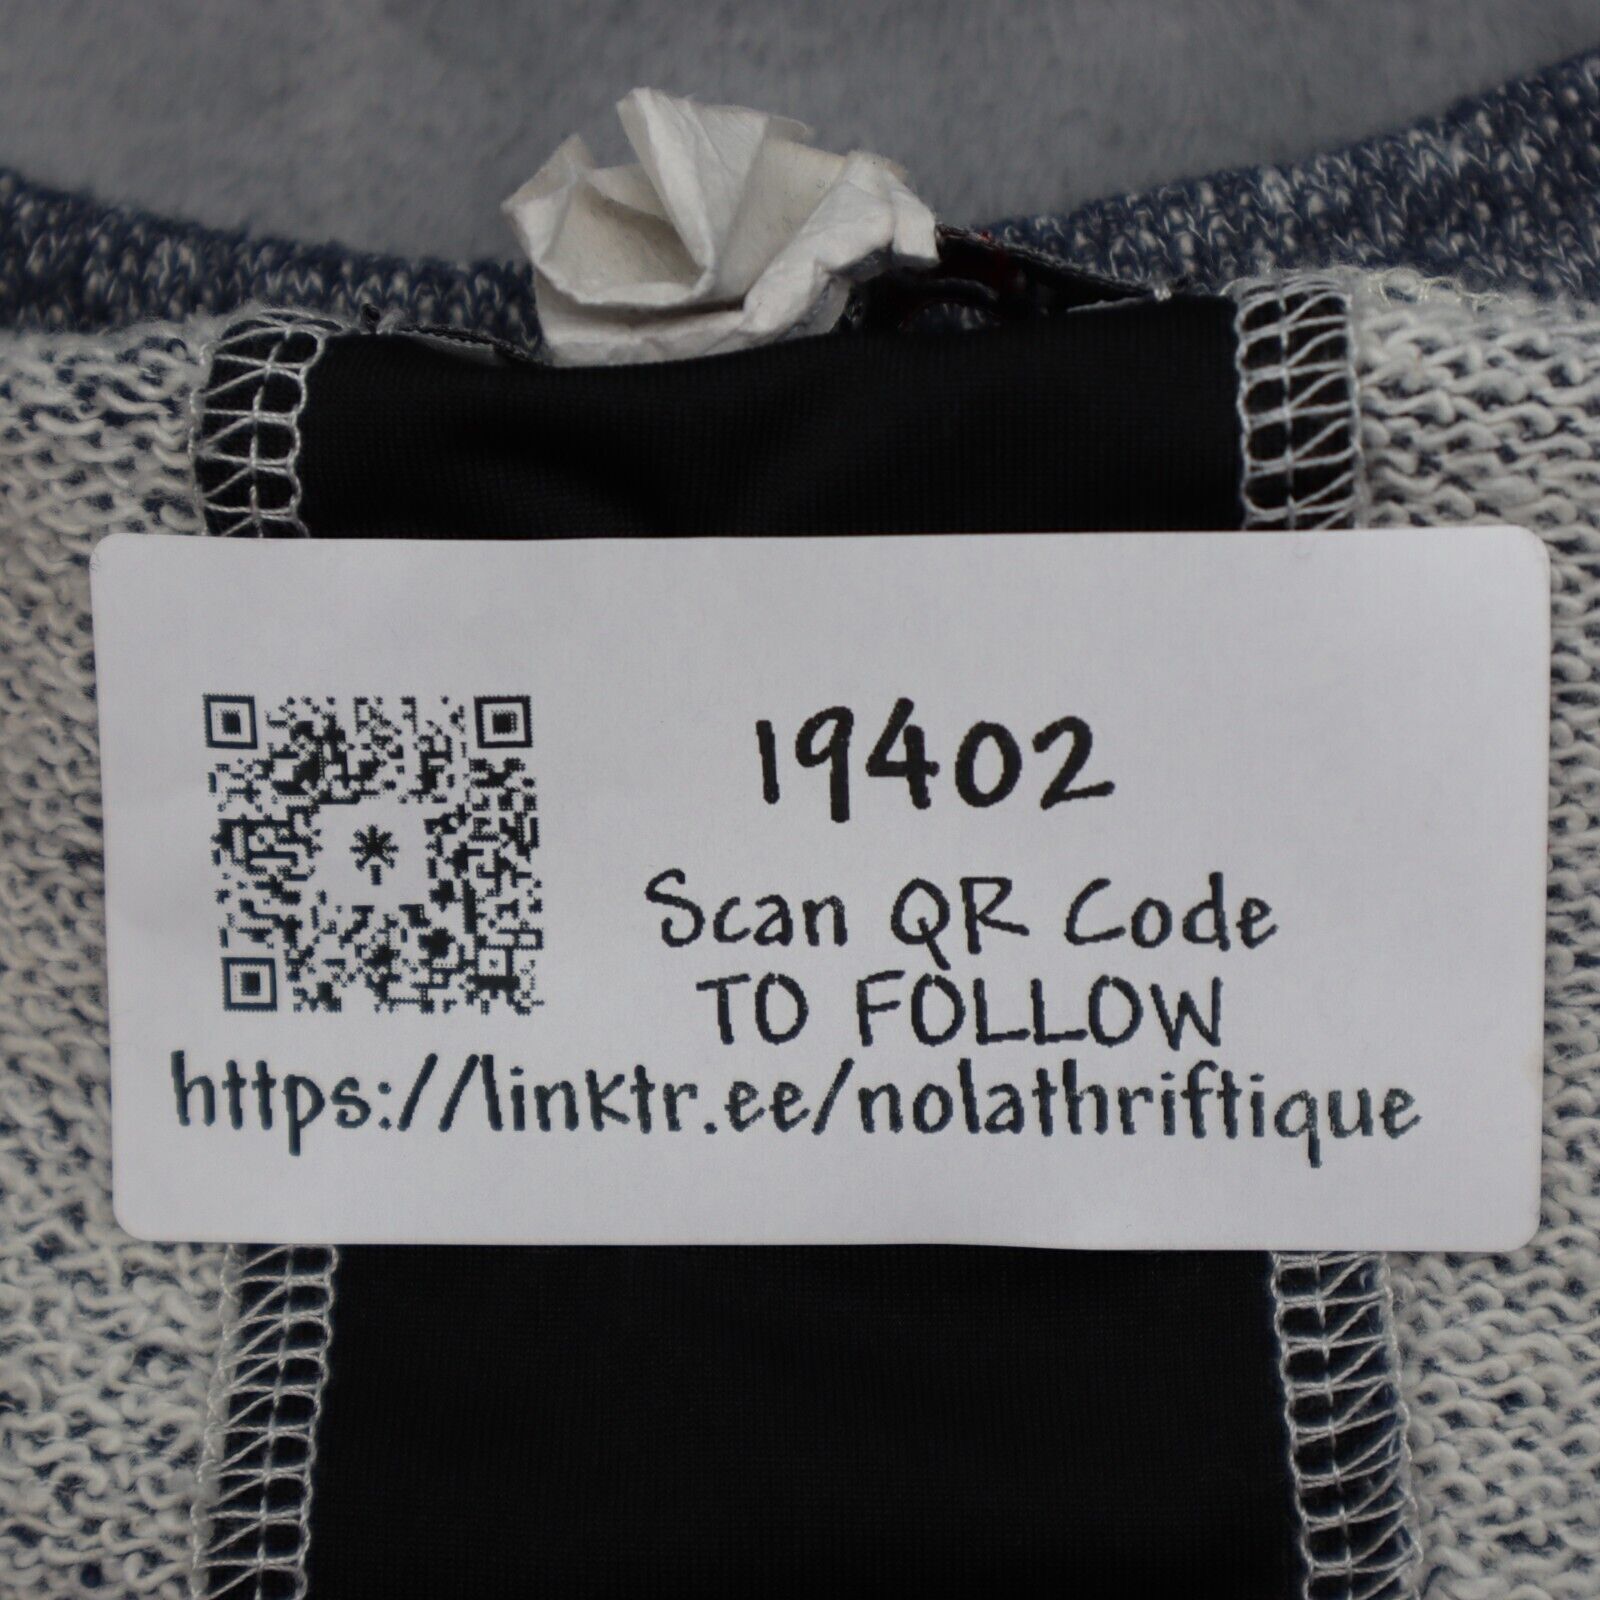 19402
Scan QR Code
TO FOLLOW
https://linktr.ee/nolathriftique